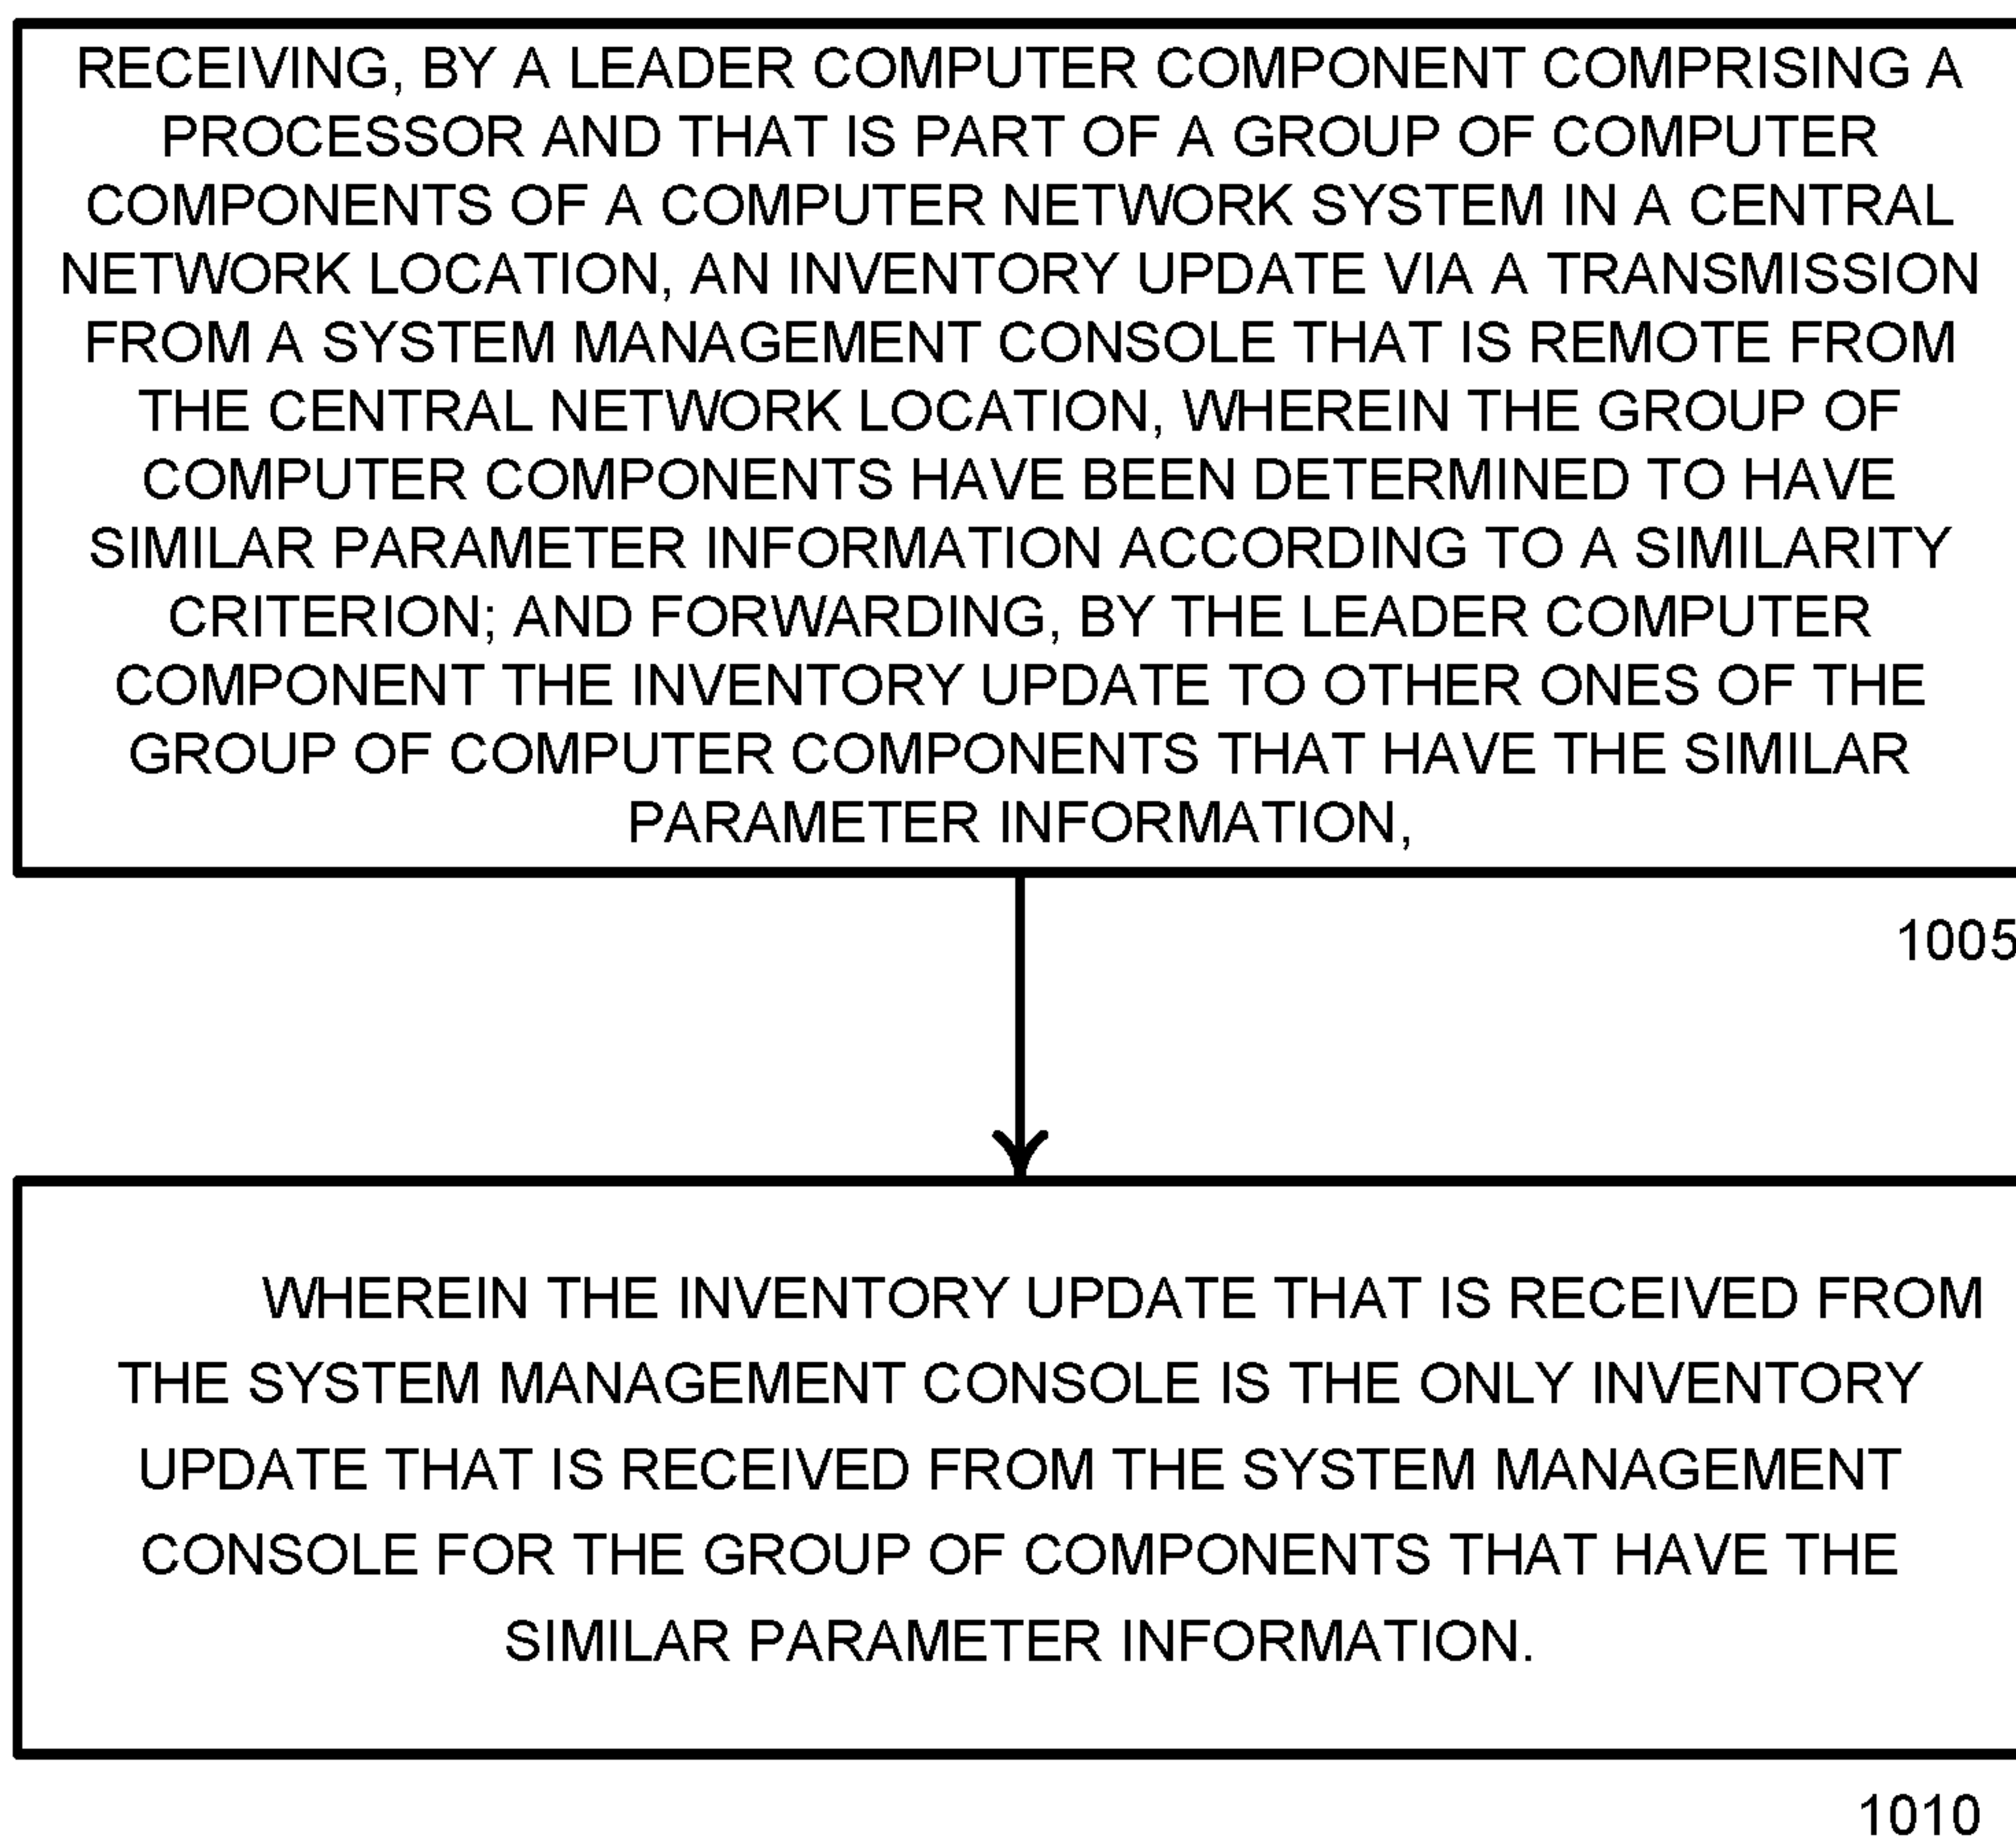 RECEIVING, BY A LEADER COMPUTER COMPONENT COMPRISING A
PROCESSOR AND THAT IS PART OF A GROUP OF COMPUTER
COMPONENTS OF A COMPUTER NETWORK SYSTEM IN A CENTRAL
NETWORK LOCATION, AN INVENTORY UPDATE VIA A TRANSMISSION
FROM A SYSTEM MANAGEMENT CONSOLE THAT IS REMOTE FROM
THE CENTRAL NETWORK LOCATION, WHEREIN THE GROUP OF
COMPUTER COMPONENTS HAVE BEEN DETERMINED TO HAVE
SIMILAR PARAMETER INFORMATION ACCORDING TO A SIMILARITY
CRITERION; AND FORWARDING, BY THE LEADER COMPUTER
COMPONENT THE INVENTORY UPDATE TO OTHER ONES OF THE
GROUP OF COMPUTER COMPONENTS THAT HAVE THE SIMILAR
PARAMETER INFORMATION,
1005
WHEREIN THE INVENTORY UPDATE THAT IS RECEIVED FROM
THE SYSTEM MANAGEMENT CONSOLE IS THE ONLY INVENTORY
UPDATE THAT IS RECEIVED FROM THE SYSTEM MANAGEMENT
CONSOLE FOR THE GROUP OF COMPONENTS THAT HAVE THE
SIMILAR PARAMETER INFORMATION.
1010